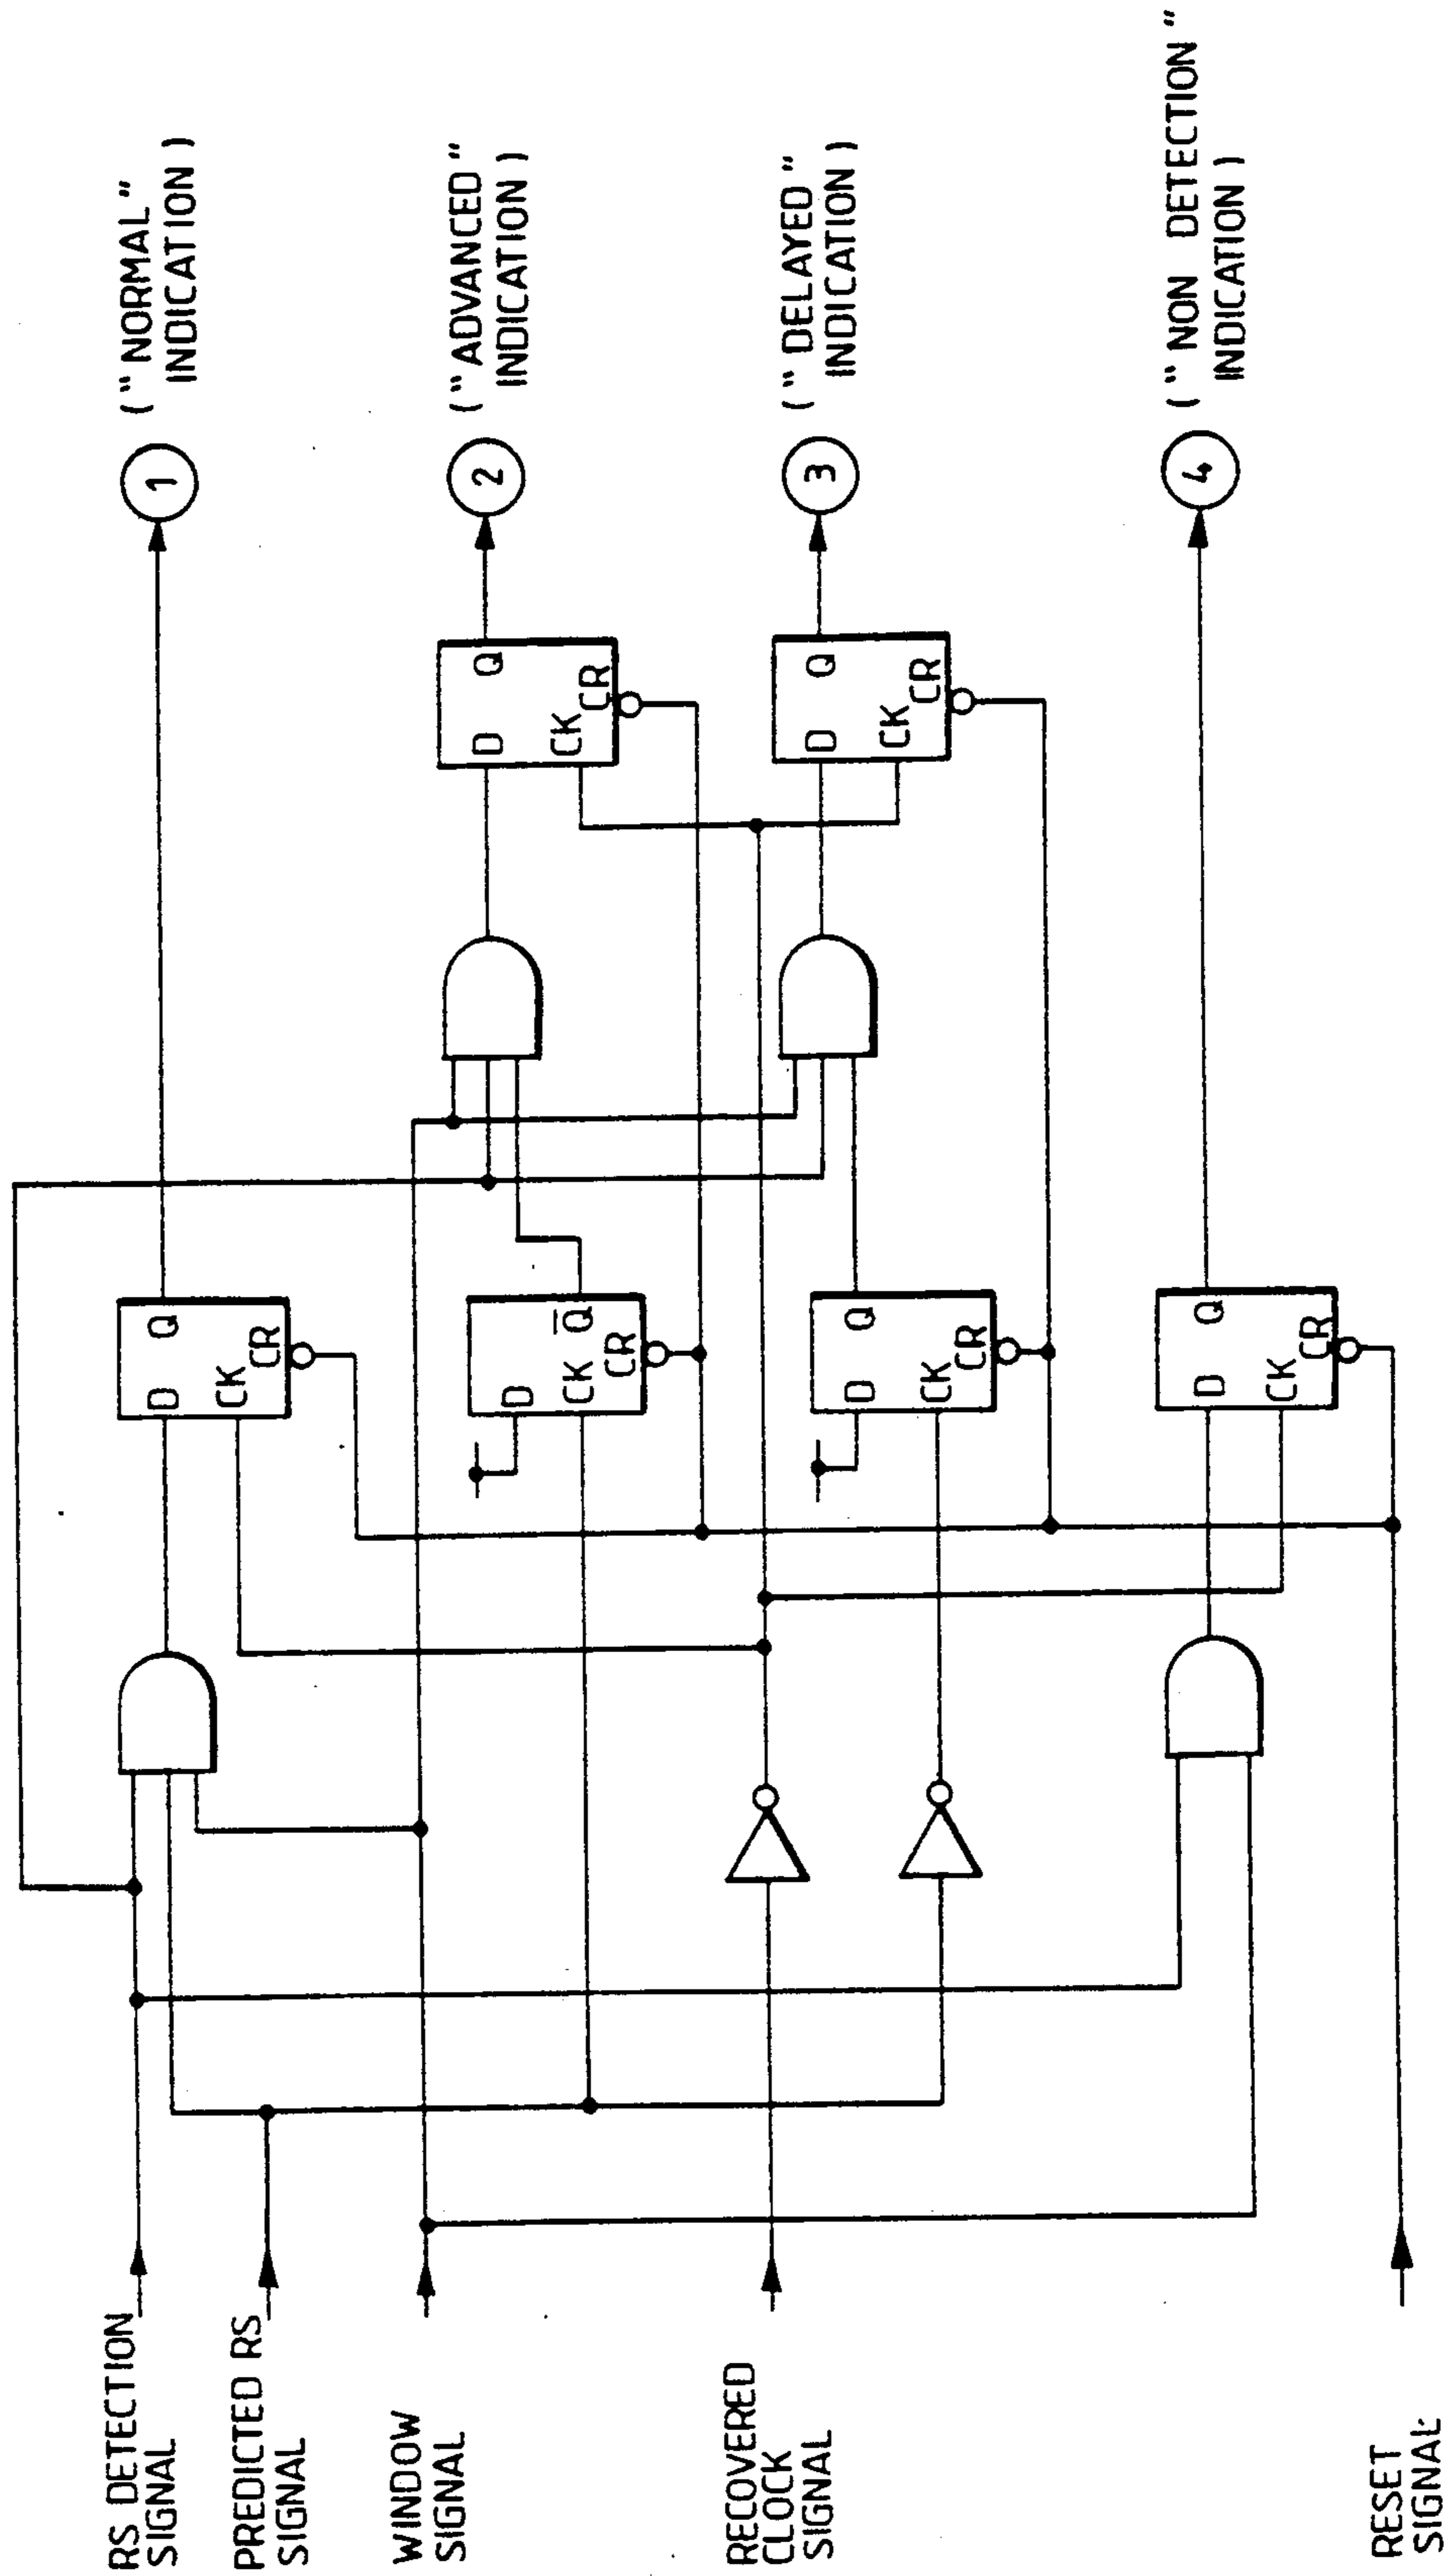 RS DETECTION
SIGNAL
PREDICTED RS
SIGNAL
WINDOW
SIGNAL
RECOVERED
CLOCK
SIGNAL
RESET
SIGNAL
D Q
CK
CR
D
CK Q̅
CR
D Q
CK
CR
D Q
CK
CR
D Q
CK
CR
D Q
CK
CR
1 ("NORMAL"
INDICATION)
2 ("ADVANCED"
INDICATION)
3 ("DELAYED"
INDICATION)
4 ("NON DETECTION"
INDICATION)